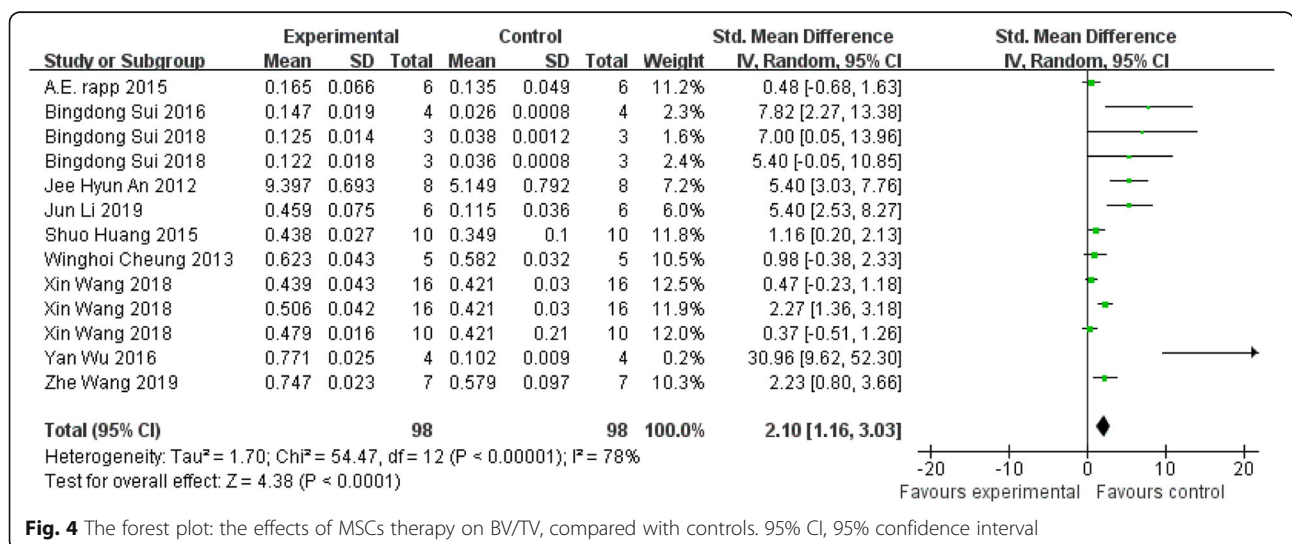 Experimental Control Std. Mean Difference Std. Mean Difference
Study or Subgroup Mean SD Total Mean SD Total Weight IV, Random, 95% CI IV, Random, 95% CI
A.E. rapp 2015 0.165 0.066 6 0.135 0.049 6 11.2% 0.48 [-0.68, 1.63]
Bingdong Sui 2016 0.147 0.019 4 0.026 0.0008 4 2.3% 7.82 [2.27, 13.38]
Bingdong Sui 2018 0.125 0.014 3 0.038 0.0012 3 1.6% 7.00 [0.05, 13.96]
Bingdong Sui 2018 0.122 0.018 3 0.036 0.0008 3 2.4% 5.40 [-0.05, 10.85]
Jee Hyun An 2012 9.397 0.693 8 5.149 0.792 8 7.2% 5.40 [3.03, 7.76]
Jun Li 2019 0.459 0.075 6 0.115 0.036 6 6.0% 5.40 [2.53, 8.27]
Shuo Huang 2015 0.438 0.027 10 0.349 0.1 10 11.8% 1.16 [0.20, 2.13]
Winghoi Cheung 2013 0.623 0.043 5 0.582 0.032 5 10.5% 0.98 [-0.38, 2.33]
Xin Wang 2018 0.439 0.043 16 0.421 0.03 16 12.5% 0.47 [-0.23, 1.18]
Xin Wang 2018 0.506 0.042 16 0.421 0.03 16 11.9% 2.27 [1.36, 3.18]
Xin Wang 2018 0.479 0.016 10 0.421 0.21 10 12.0% 0.37 [-0.51, 1.26]
Yan Wu 2016 0.771 0.025 4 0.102 0.009 4 0.2% 30.96 [9.62, 52.30]
Zhe Wang 2019 0.747 0.023 7 0.579 0.097 7 10.3% 2.23 [0.80, 3.66]
Total (95% CI) 98 98 100.0% 2.10 [1.16, 3.03]
Heterogeneity: Tau² = 1.70; Chi² = 54.47, df = 12 (P < 0.00001); I² = 78%
Test for overall effect: Z = 4.38 (P < 0.0001)
-20 -10 0 10 20
Favours experimental Favours control
Fig. 4 The forest plot: the effects of MSCs therapy on BV/TV, compared with controls. 95% CI, 95% confidence interval